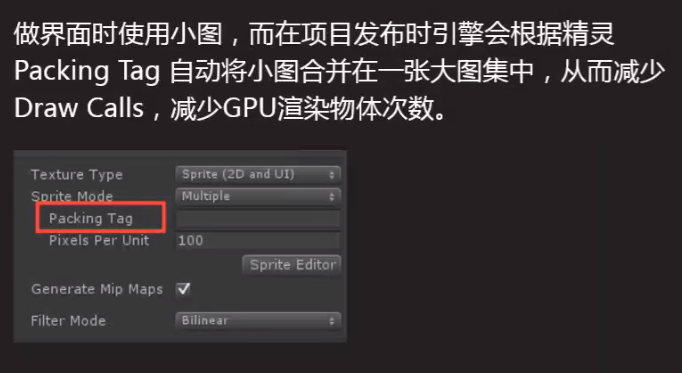 做界面时使用小图，而在项目发布时引擎会根据精灵
Packing Tag 自动将小图合并在一张大图集中，从而减少
Draw Calls，减少GPU渲染物体次数。
Texture Type Sprite (2D and UI)
Sprite Mode Multiple
Packing Tag
Pixels Per Unit 100
Sprite Editor
Generate Mip Maps
Filter Mode Bilinear